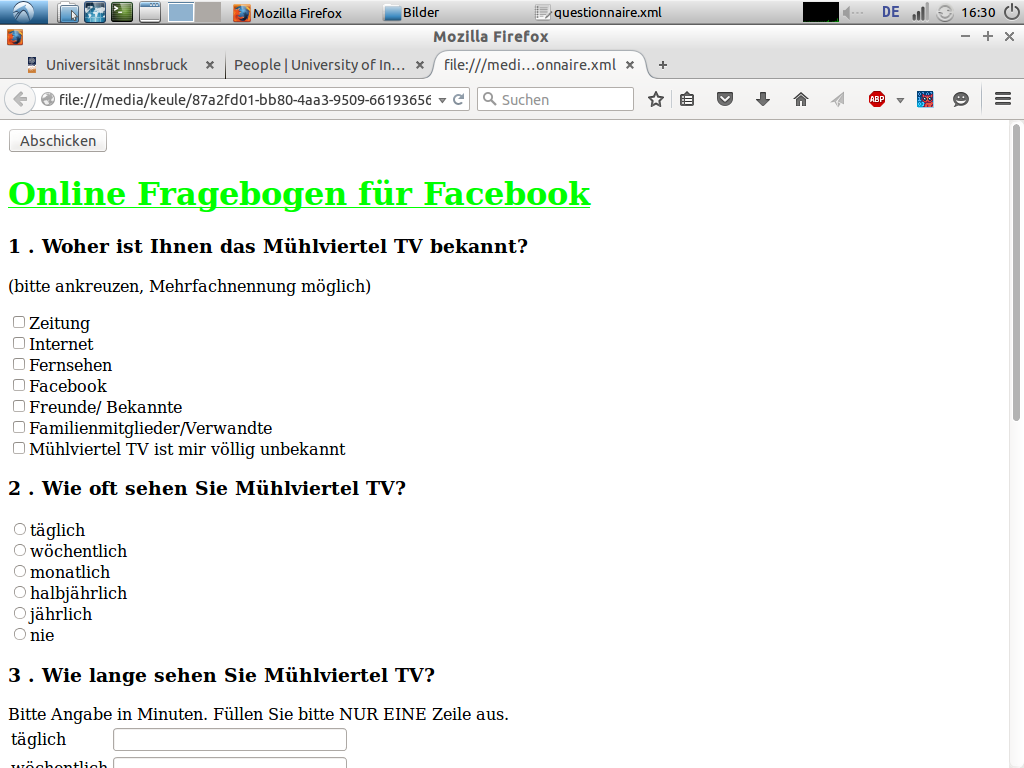 Mozilla Firefox
Bilder
questionnaire.xml
DE
16:30
Mozilla Firefox
Universität Innsbruck
People | University of In...
file:///medi...onnaire.xml
file:///media/keule/87a2fd01-bb80-4aa3-9509-66193656
Suchen
ABP
Abschicken
Online Fragebogen für Facebook
1 . Woher ist Ihnen das Mühlviertel TV bekannt?
(bitte ankreuzen, Mehrfachnennung möglich)
Zeitung
Internet
Fernsehen
Facebook
Freunde/ Bekannte
Familienmitglieder/Verwandte
Mühlviertel TV ist mir völlig unbekannt
2 . Wie oft sehen Sie Mühlviertel TV?
täglich
wöchentlich
monatlich
halbjährlich
jährlich
nie
3 . Wie lange sehen Sie Mühlviertel TV?
Bitte Angabe in Minuten. Füllen Sie bitte NUR EINE Zeile aus.
täglich
wöchentlich